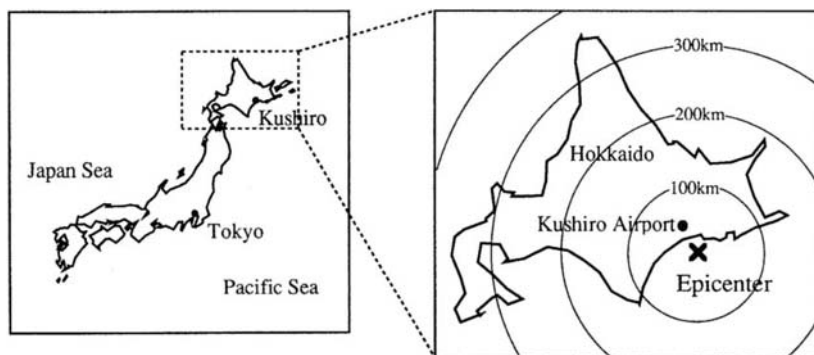 Kushiro
Japan Sea
Tokyo
Pacific Sea
300km
200km
Hokkaido
100km
Kushiro Airport
Epicenter